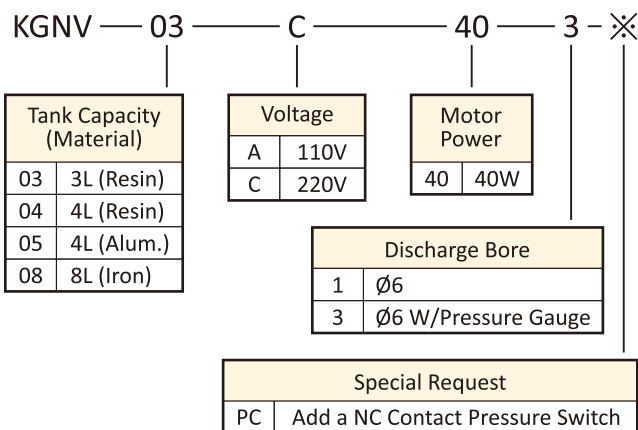 KGNV — 03 — C — 40 — 3 – ※
Tank Capacity
(Material)
03 3L (Resin)
04 4L (Resin)
05 4L (Alum.)
08 8L (Iron)
Voltage
A 110V
C 220V
Motor
Power
40 40W
Discharge Bore
1 Ø6
3 Ø6 W/Pressure Gauge
Special Request
PC Add a NC Contact Pressure Switch